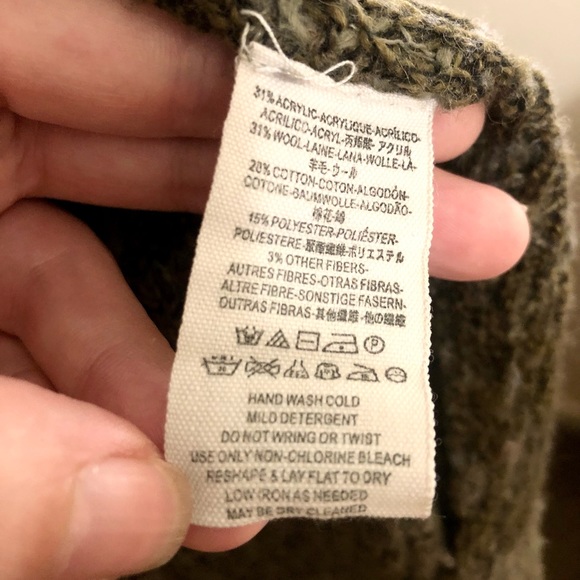 31% ACRYLIC-ACRYLIQUE-ACRÍLICO-
ACRILICO-ACRYL-丙烯酸- アクリル
31% WOOL-LAINE-LANA-WOLLE-LÃ-
羊毛-ウール
20% COTTON-COTON-ALGODÓN-
COTONE-BAUMWOLLE-ALGODÃO-
棉花-綿
15% POLYESTER-POLIÉSTER-
POLIESTERE-聚酯纖維-ポリエステル
3% OTHER FIBERS-
AUTRES FIBRES-OTRAS FIBRAS-
ALTRE FIBRE-SONSTIGE FASERN-
OUTRAS FIBRAS-其他纖維-他の繊維
P
HAND WASH COLD
MILD DETERGENT
DO NOT WRING OR TWIST
USE ONLY NON-CHLORINE BLEACH
RESHAPE & LAY FLAT TO DRY
LOW IRON AS NEEDED
MAY BE DRY CLEANED